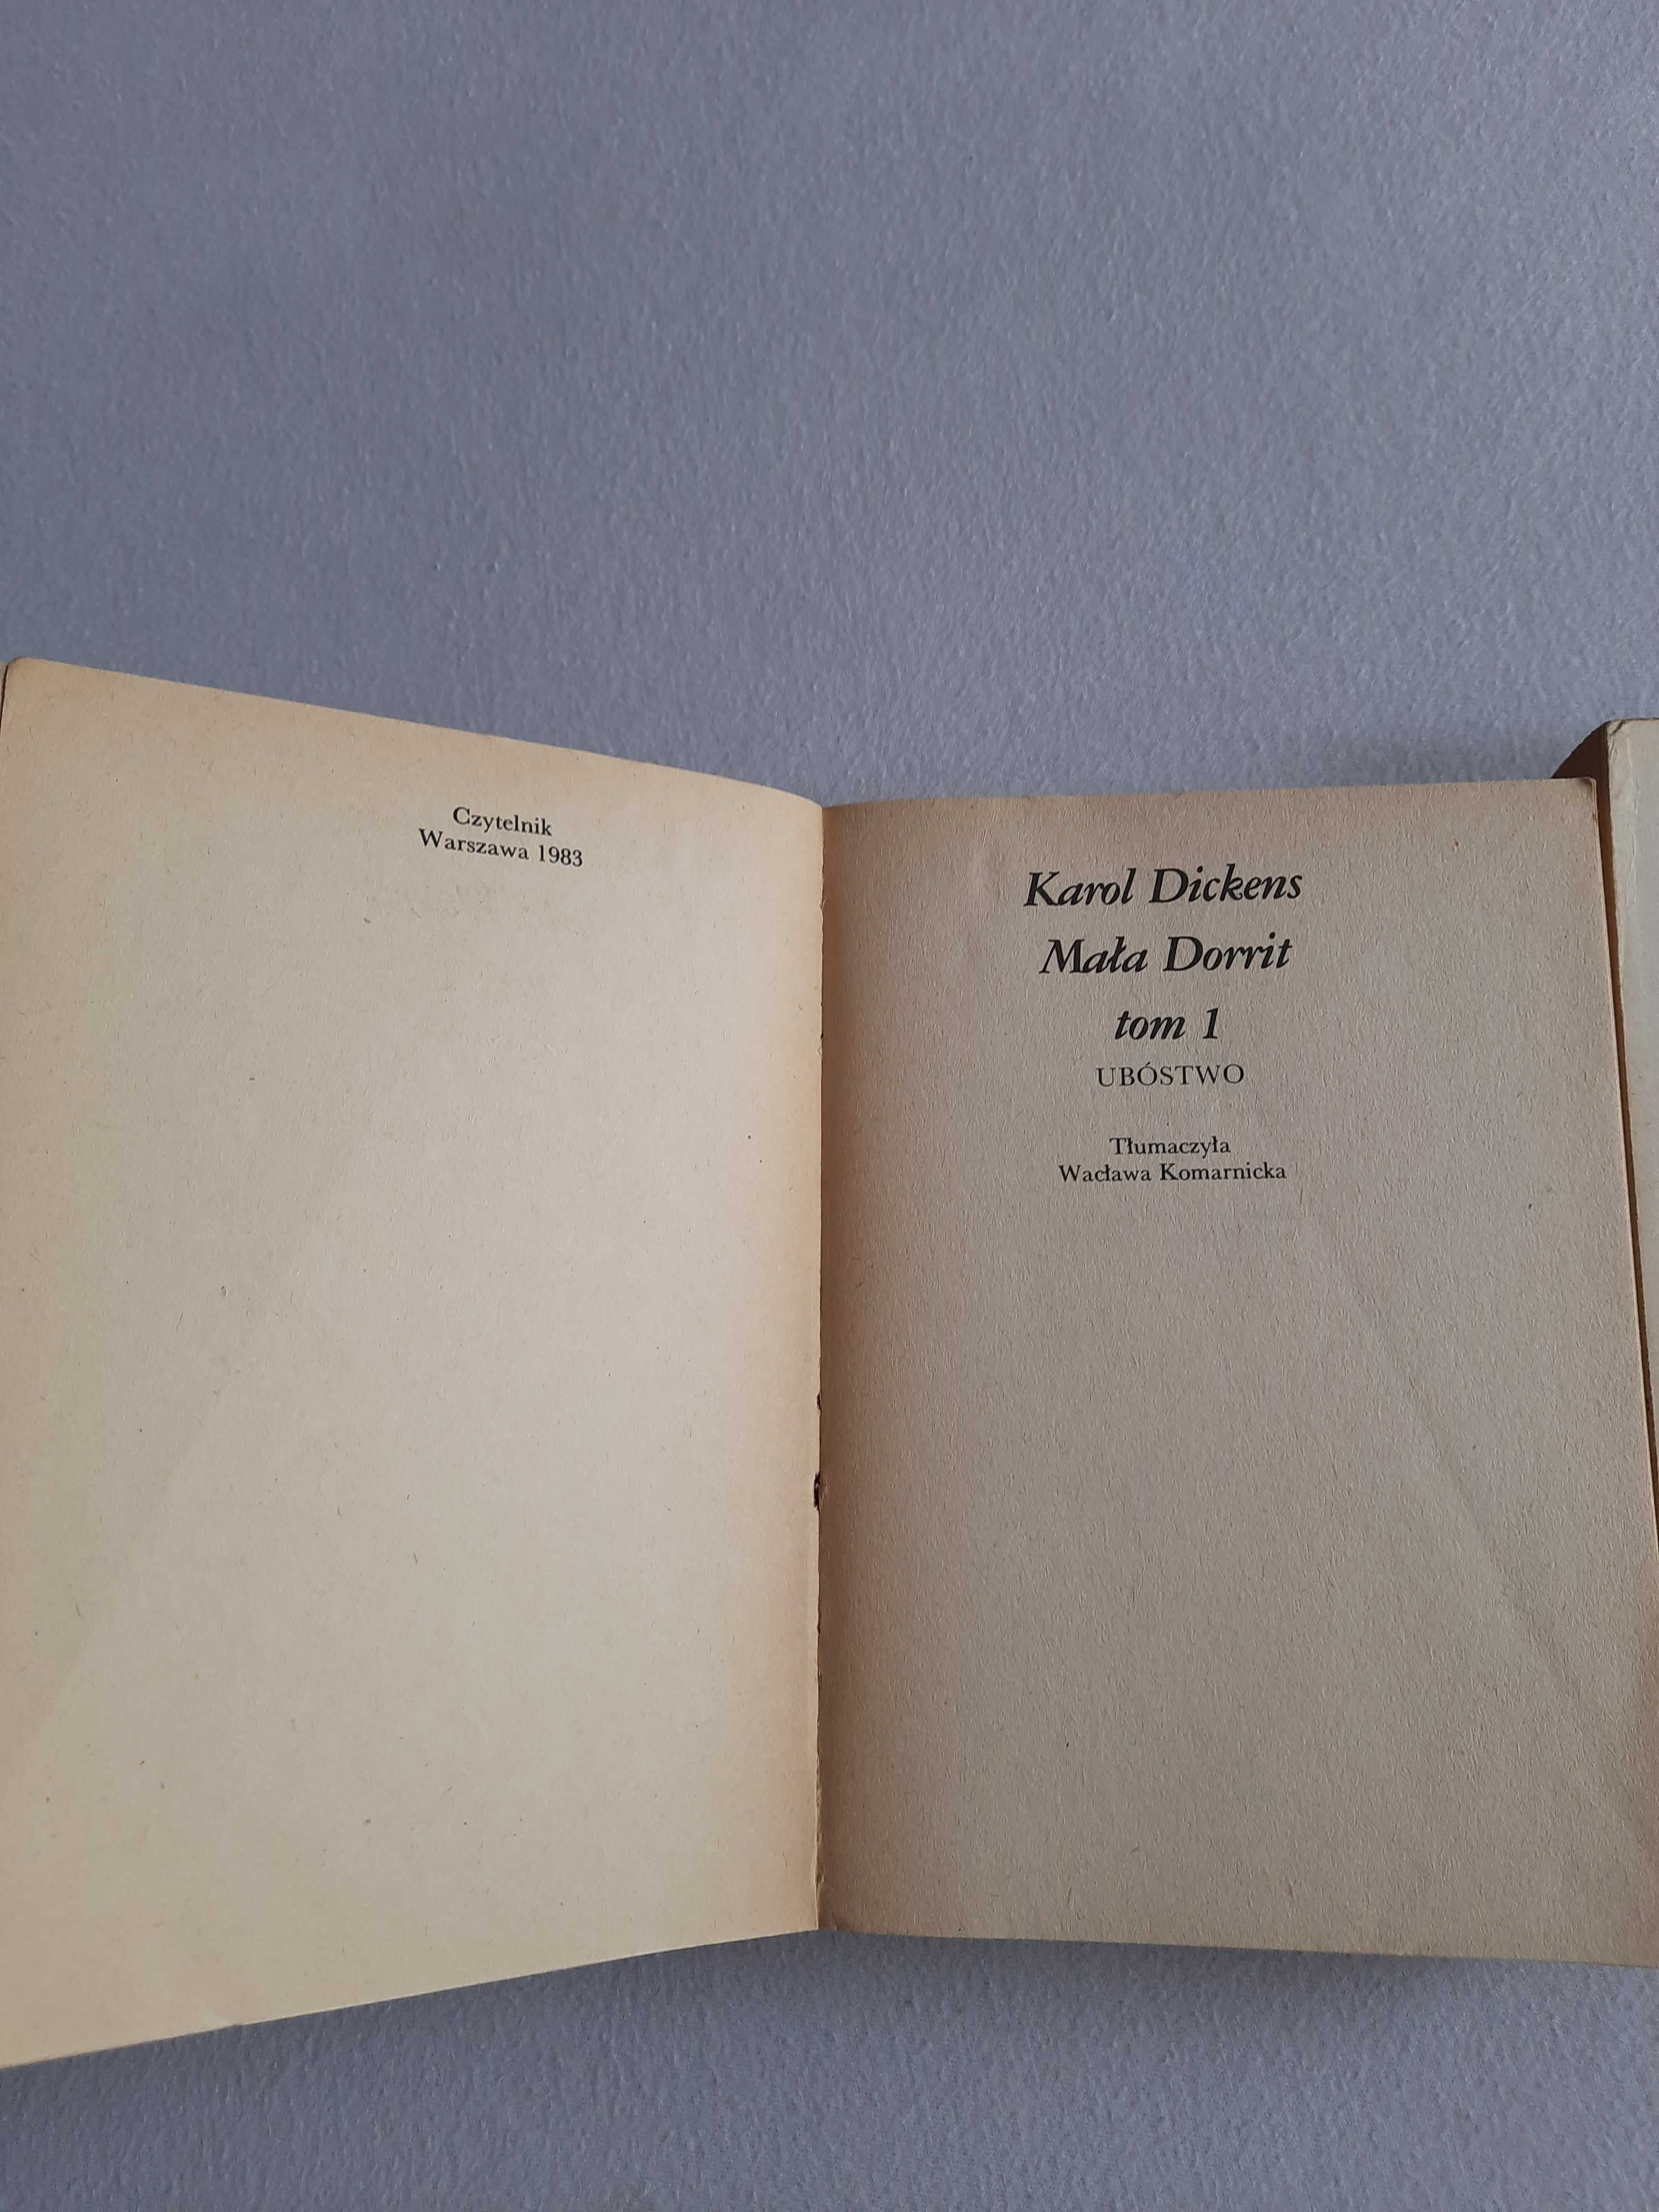 Czytelnik
Warszawa 1983
Karol Dickens
Mała Dorrit
tom 1
UBÓSTWO
Tłumaczyła
Wacława Komarnicka